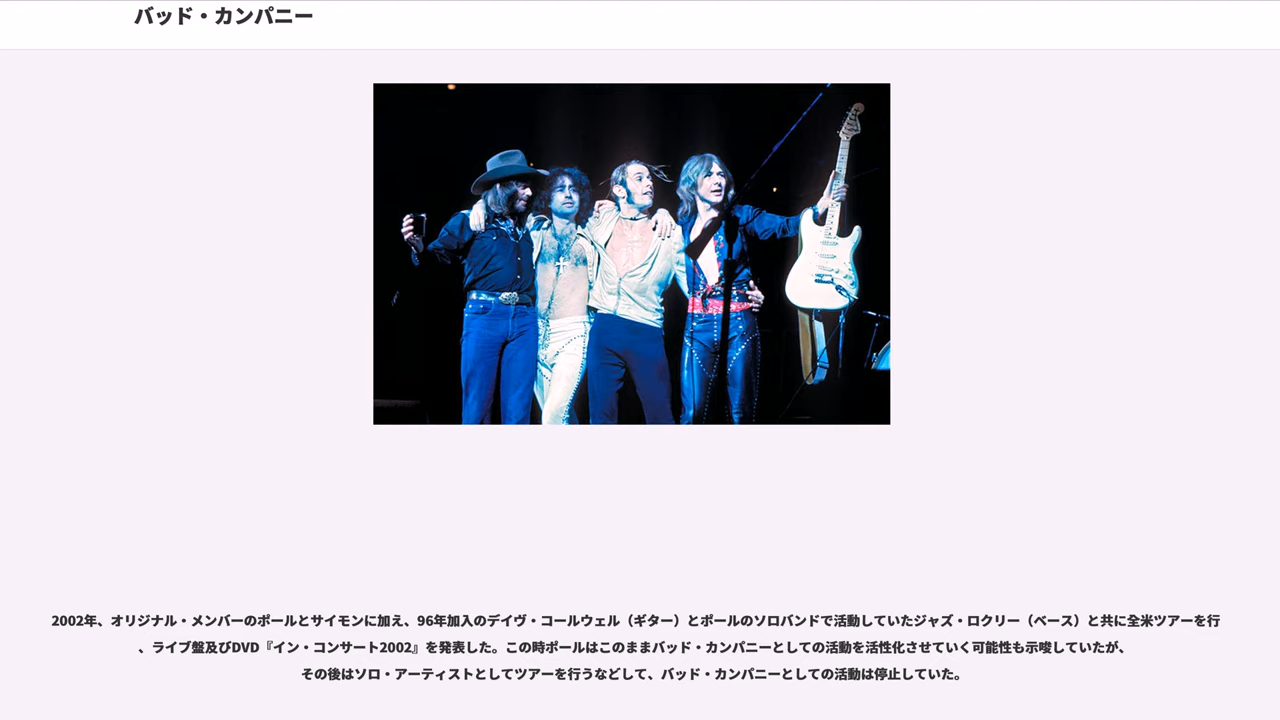 バッド・カンパニー
2002年、オリジナル・メンバーのポールとサイモンに加え、96年加入のデイヴ・コールウェル（ギター）とポールのソロバンドで活動していたジャズ・ロクリー（ベース）と共に全米ツアーを行
、ライブ盤及びDVD『イン・コンサート2002』を発表した。この時ポールはこのままバッド・カンパニーとしての活動を活性化させていく可能性も示唆していたが、
その後はソロ・アーティストとしてツアーを行うなどして、バッド・カンパニーとしての活動は停止していた。